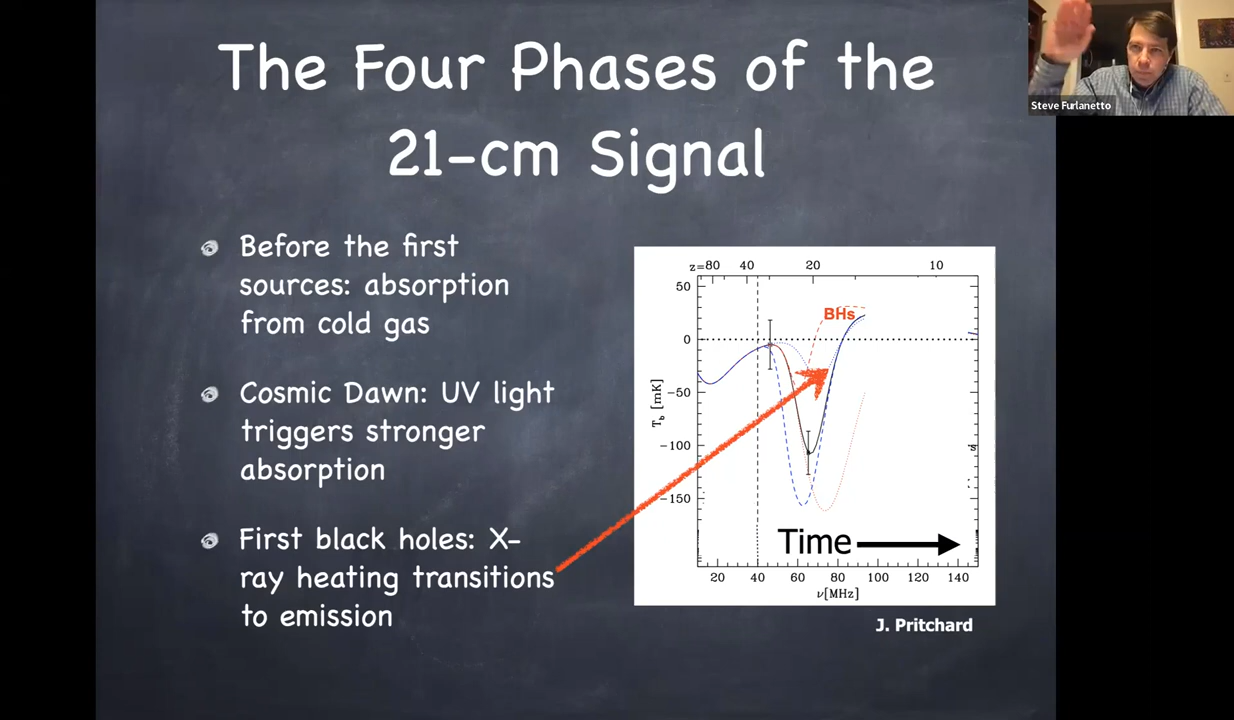 The Four Phases of the
21-cm Signal
Steve Furlanetto
Before the first
sources: absorption
from cold gas
Cosmic Dawn: UV light
triggers stronger
absorption
First black holes: X-
ray heating transitions
to emission
z=80 40 20 10
BHs
50
0
−50
−100
−150
T_b [mK]
s
Time
20 40 60 80 100 120 140
ν[MHz]
J. Pritchard